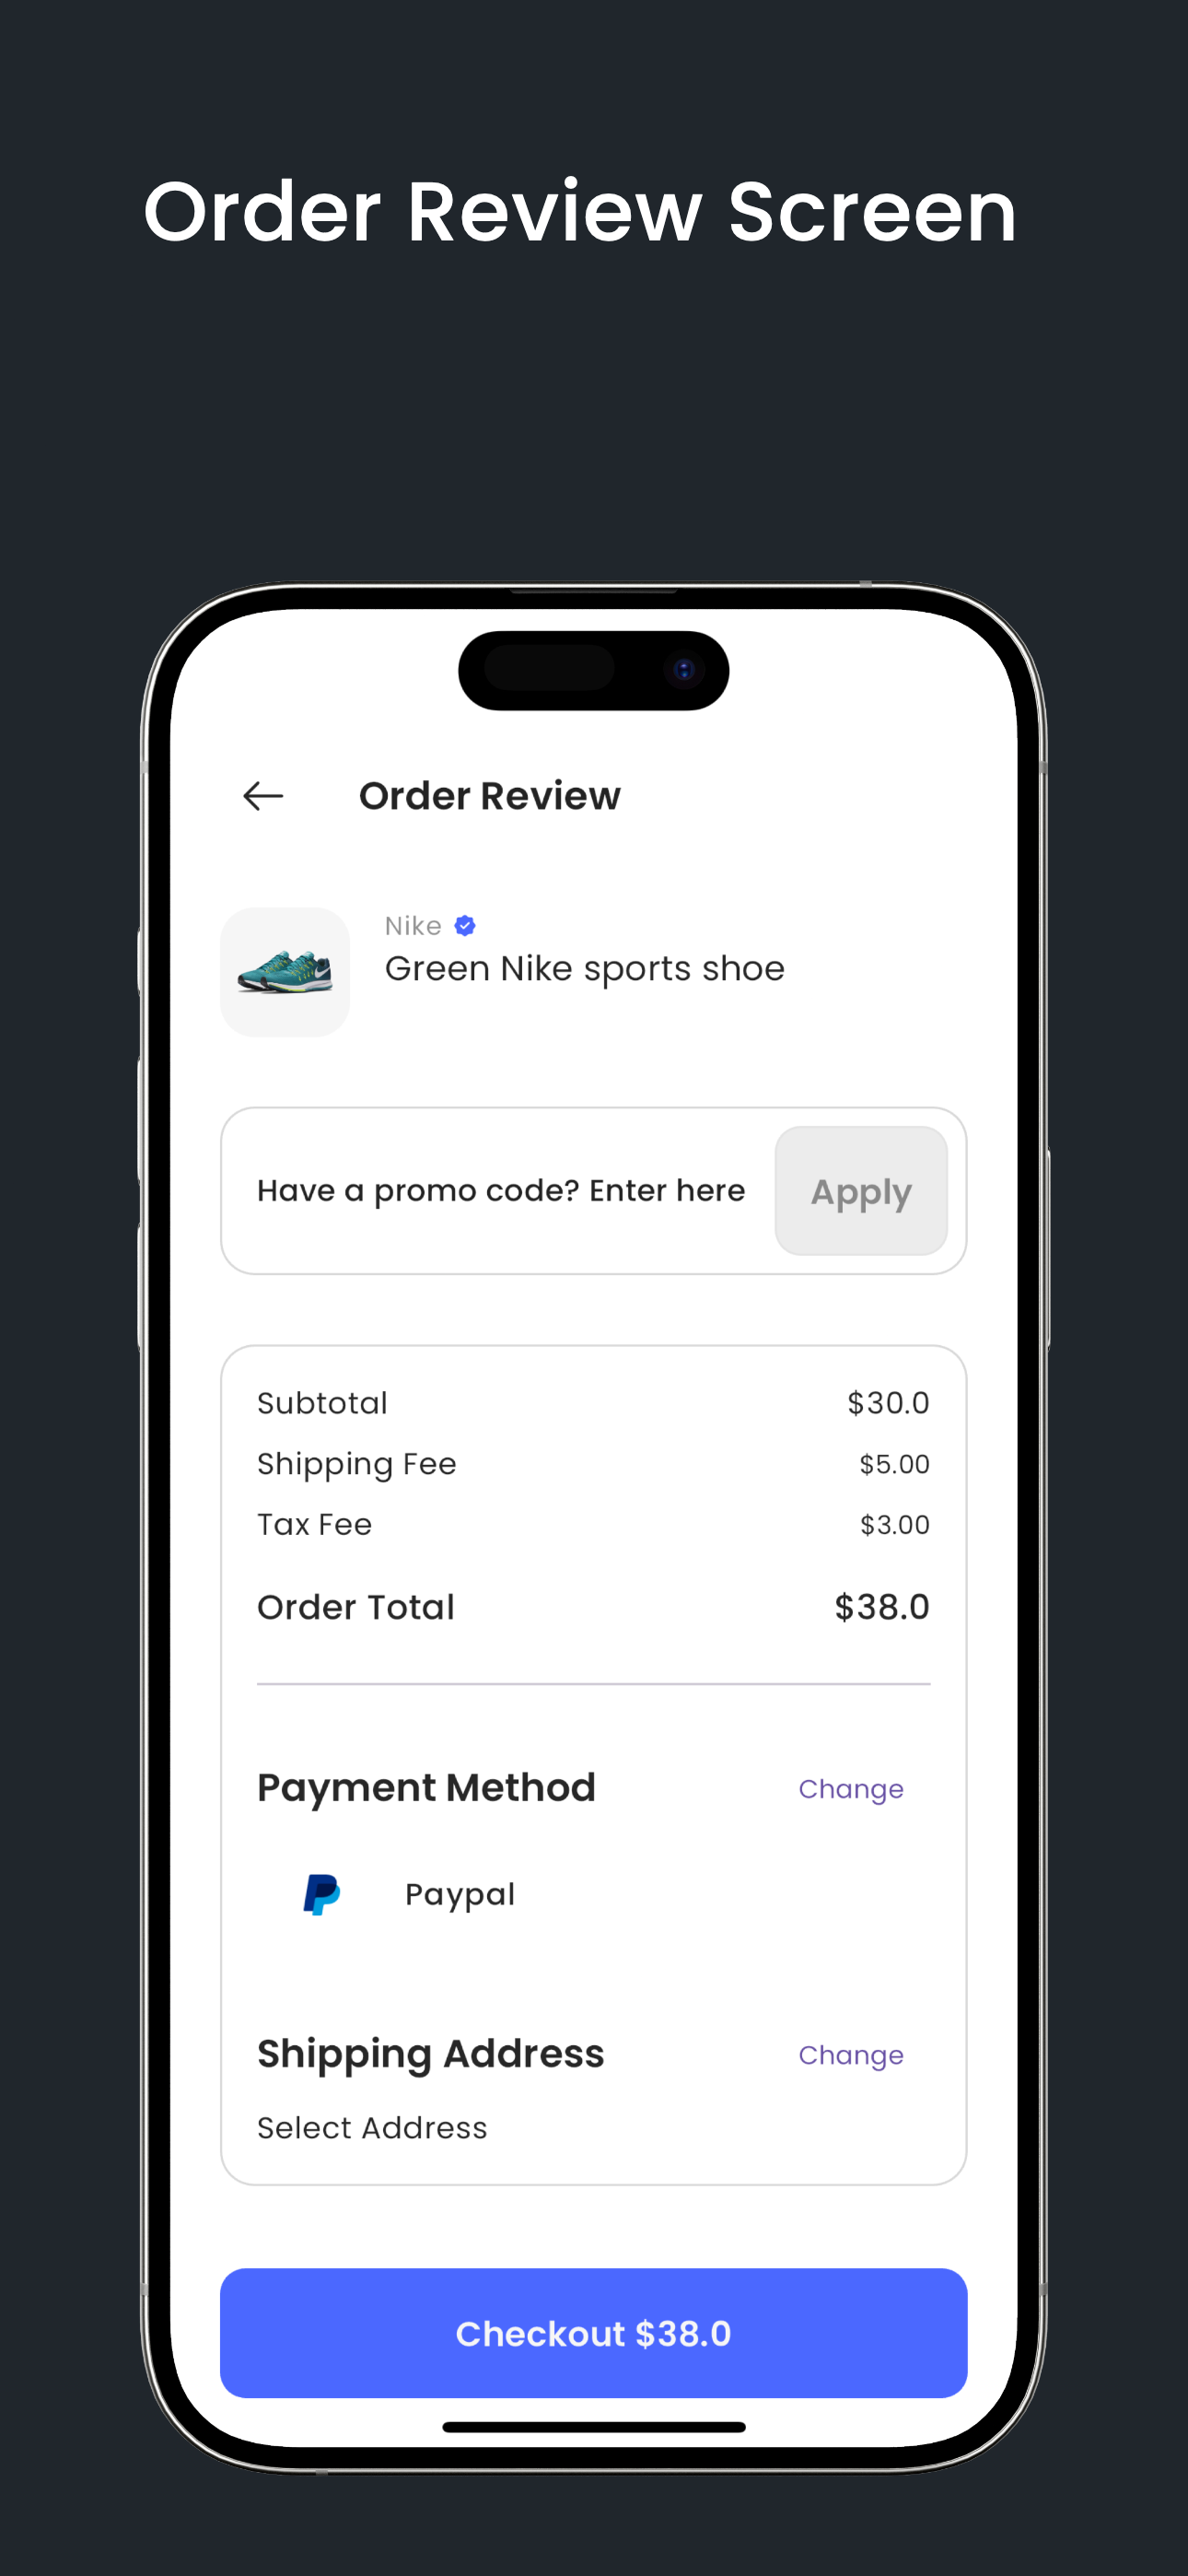 Order Review Screen
Order Review
Nike
Green Nike sports shoe
Have a promo code? Enter here
Apply
Subtotal $30.0
Shipping Fee $5.00
Tax Fee $3.00
Order Total $38.0
Payment Method Change
Paypal
Shipping Address Change
Select Address
Checkout $38.0